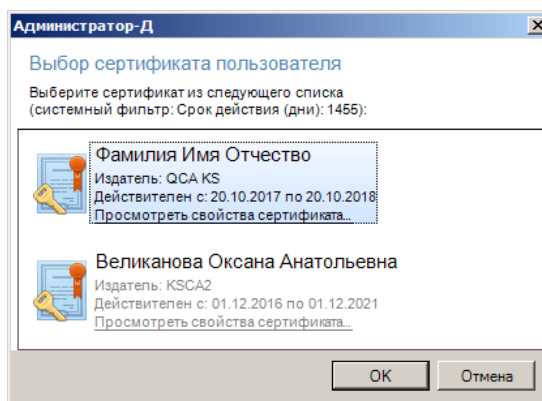 Администратор-Д
Выбор сертификата пользователя
Выберите сертификат из следующего списка
(системный фильтр: Срок действия (дни): 1455):
Фамилия Имя Отчество
Издатель: QCA KS
Действителен с: 20.10.2017 по 20.10.2018
Просмотреть свойства сертификата...
Великанова Оксана Анатольевна
Издатель: KSCA2
Действителен с: 01.12.2016 по 01.12.2021
Просмотреть свойства сертификата...
OK Отмена